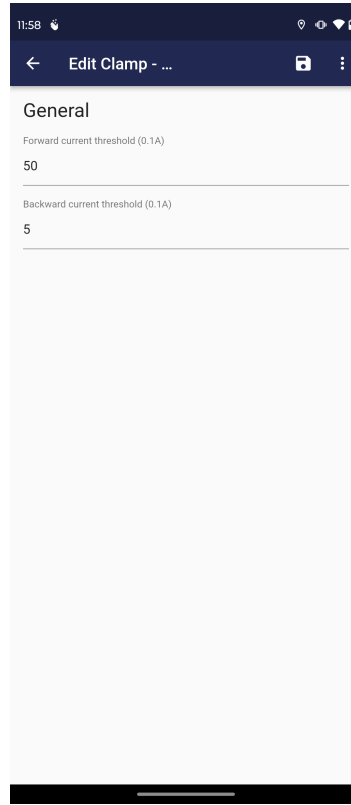 11:58
Edit Clamp - ...
General
Forward current threshold (0.1A)
50
Backward current threshold (0.1A)
5